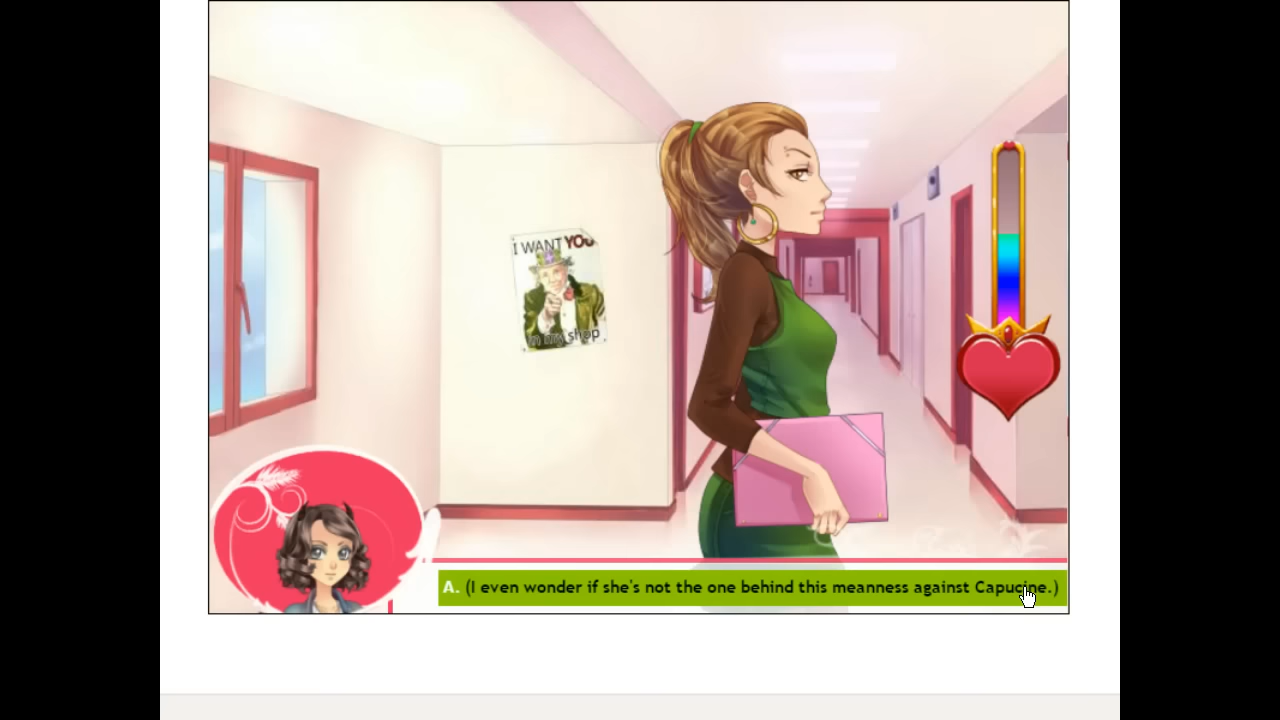 I WANT YOU
in my shop
A. (I even wonder if she's not the one behind this meanness against Capucine.)